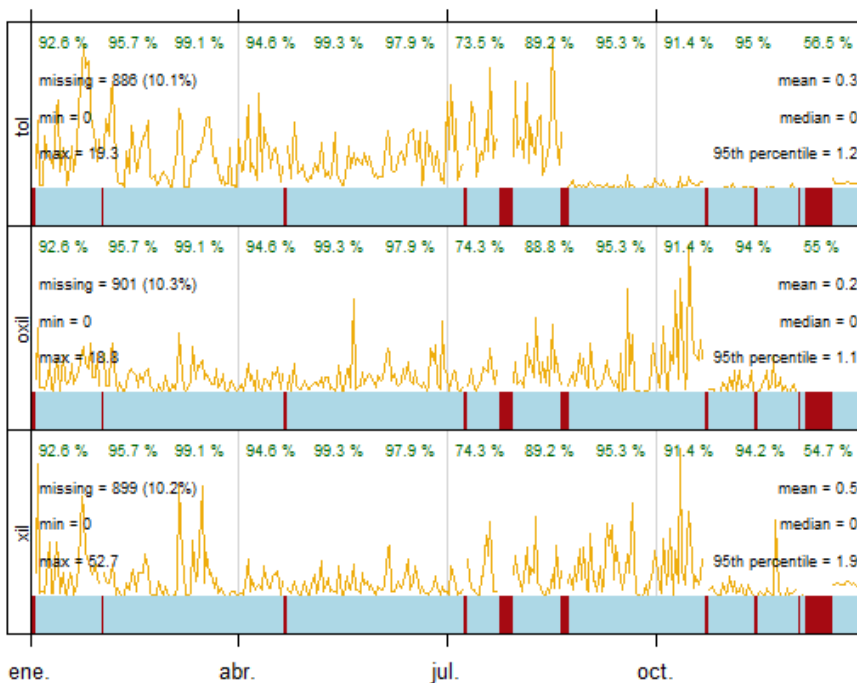 92.6 % 95.7 % 99.1 % 94.6 % 99.3 % 97.9 % 73.5 % 89.2 % 95.3 % 91.4 % 95 % 56.5 %
missing = 886 (10.1%) mean = 0.3
min = 0 median = 0
max = 19.3 95th percentile = 1.2
tol
92.6 % 95.7 % 99.1 % 94.6 % 99.3 % 97.9 % 74.3 % 88.8 % 95.3 % 91.4 % 94 % 55 %
missing = 901 (10.3%) mean = 0.2
min = 0 median = 0
max = 18.8 95th percentile = 1.1
oxil
92.6 % 95.7 % 99.1 % 94.6 % 99.3 % 97.9 % 74.3 % 89.2 % 95.3 % 91.4 % 94.2 % 54.7 %
missing = 899 (10.2%) mean = 0.5
min = 0 median = 0
max = 52.7 95th percentile = 1.9
xil
ene. abr. jul. oct.